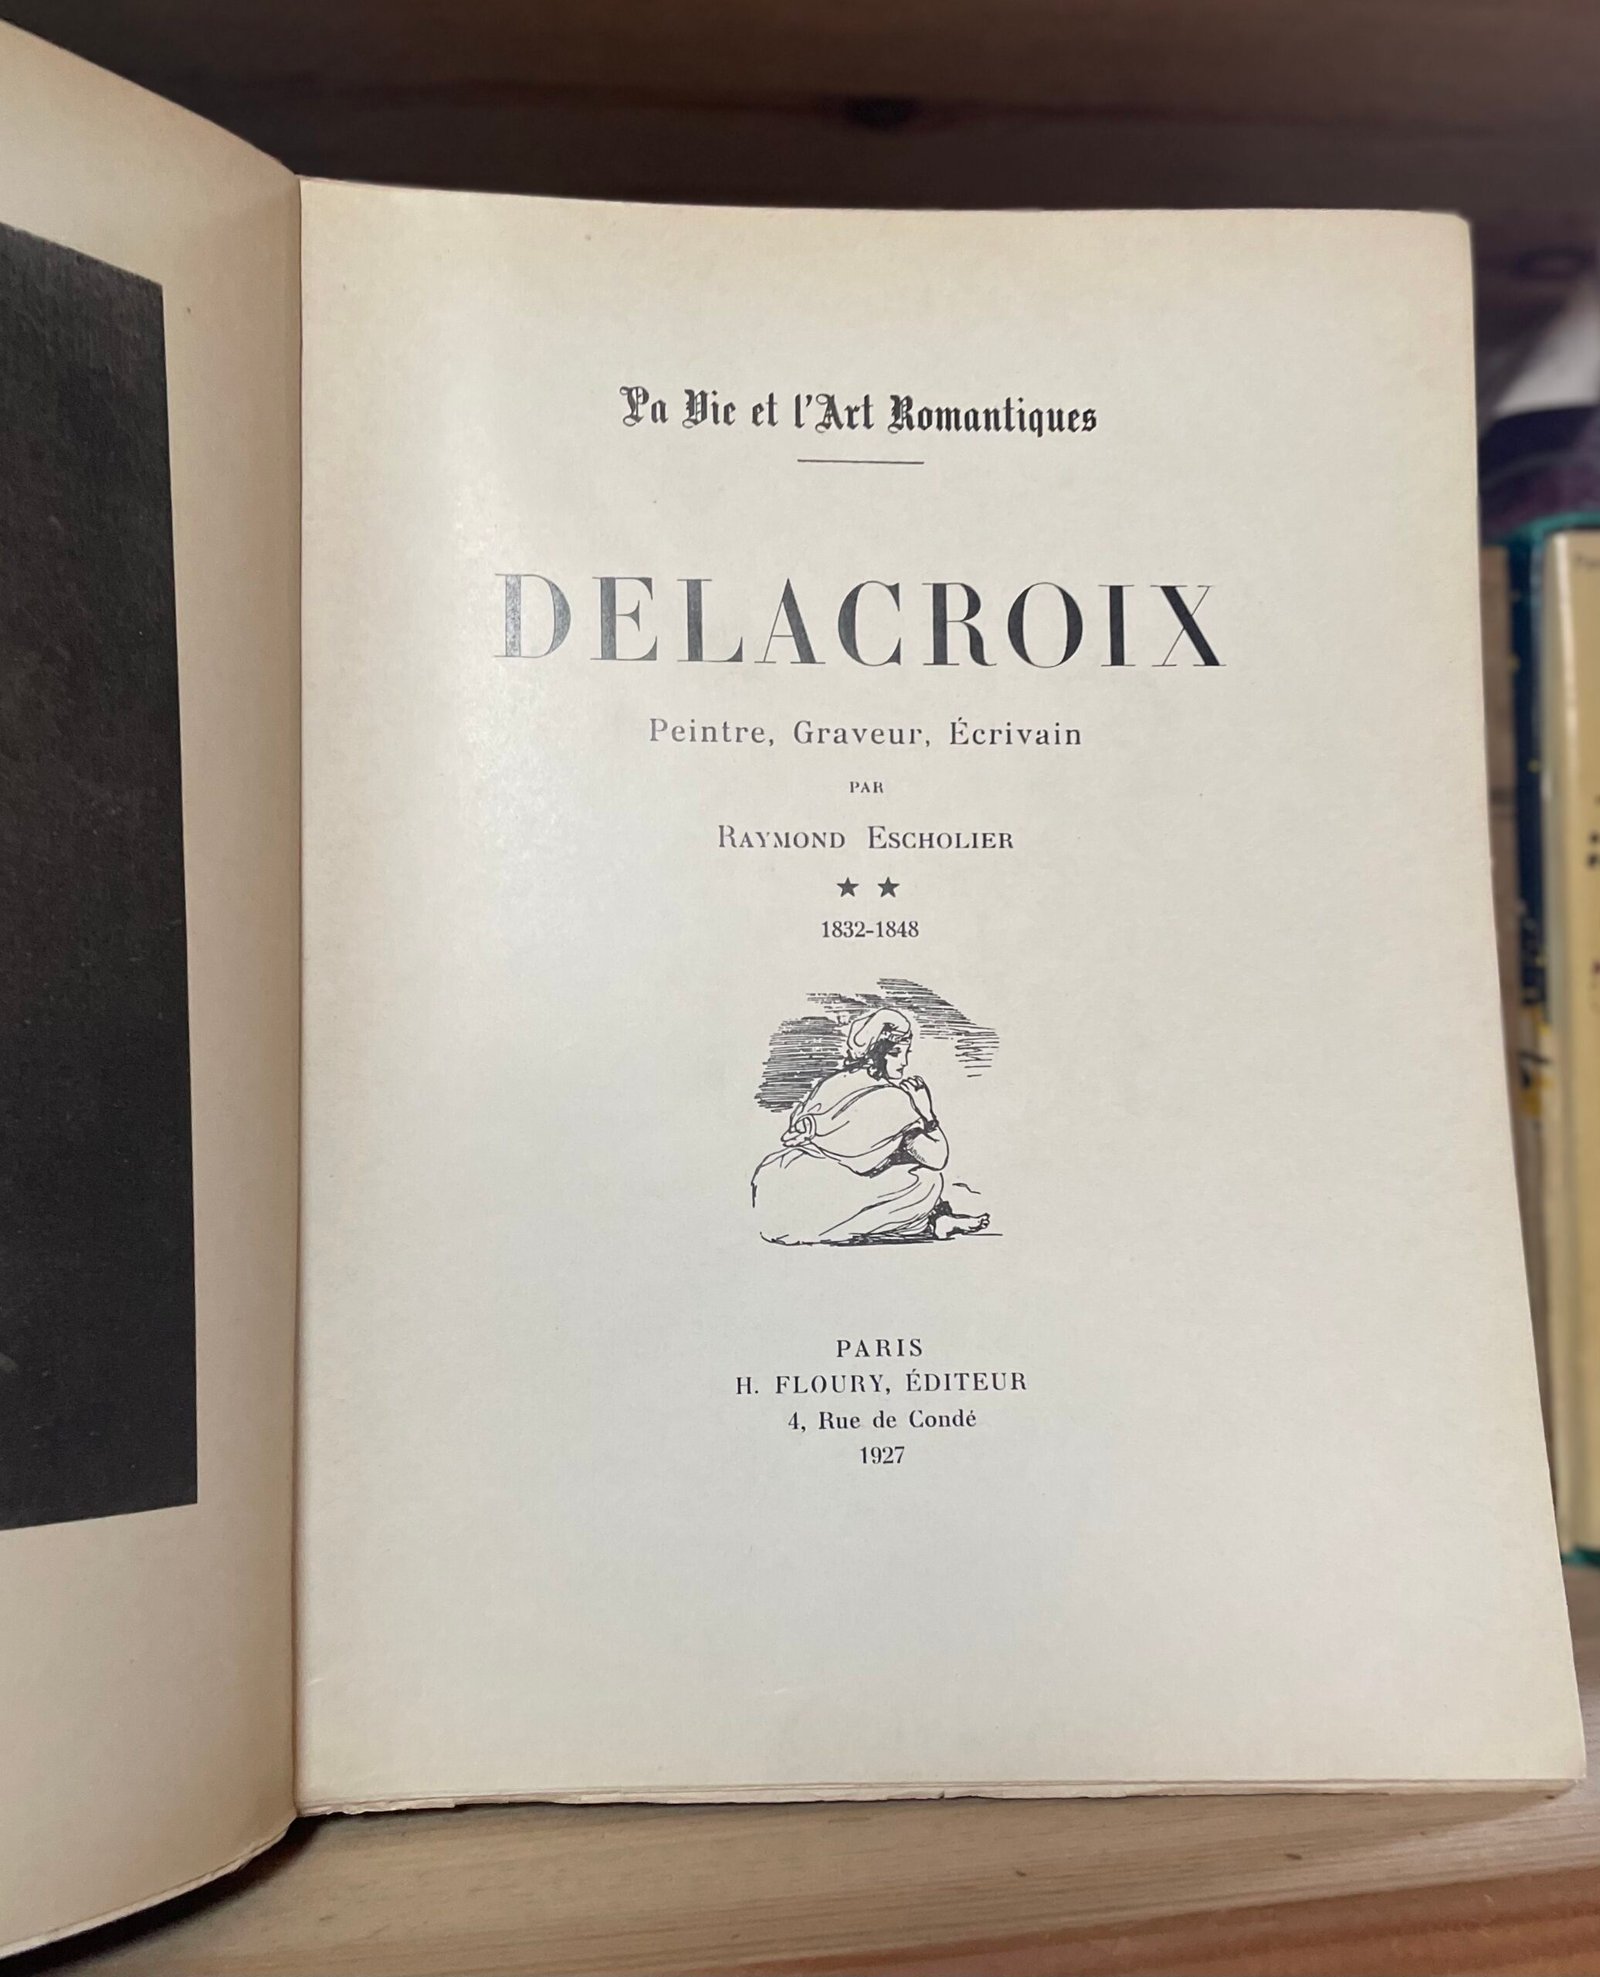 La Vie et l'Art Romantiques
DELACROIX
Peintre, Graveur, Écrivain
PAR
RAYMOND ESCHOLIER
★ ★
1832-1848
PARIS
H. FLOURY, ÉDITEUR
4, Rue de Condé
1927